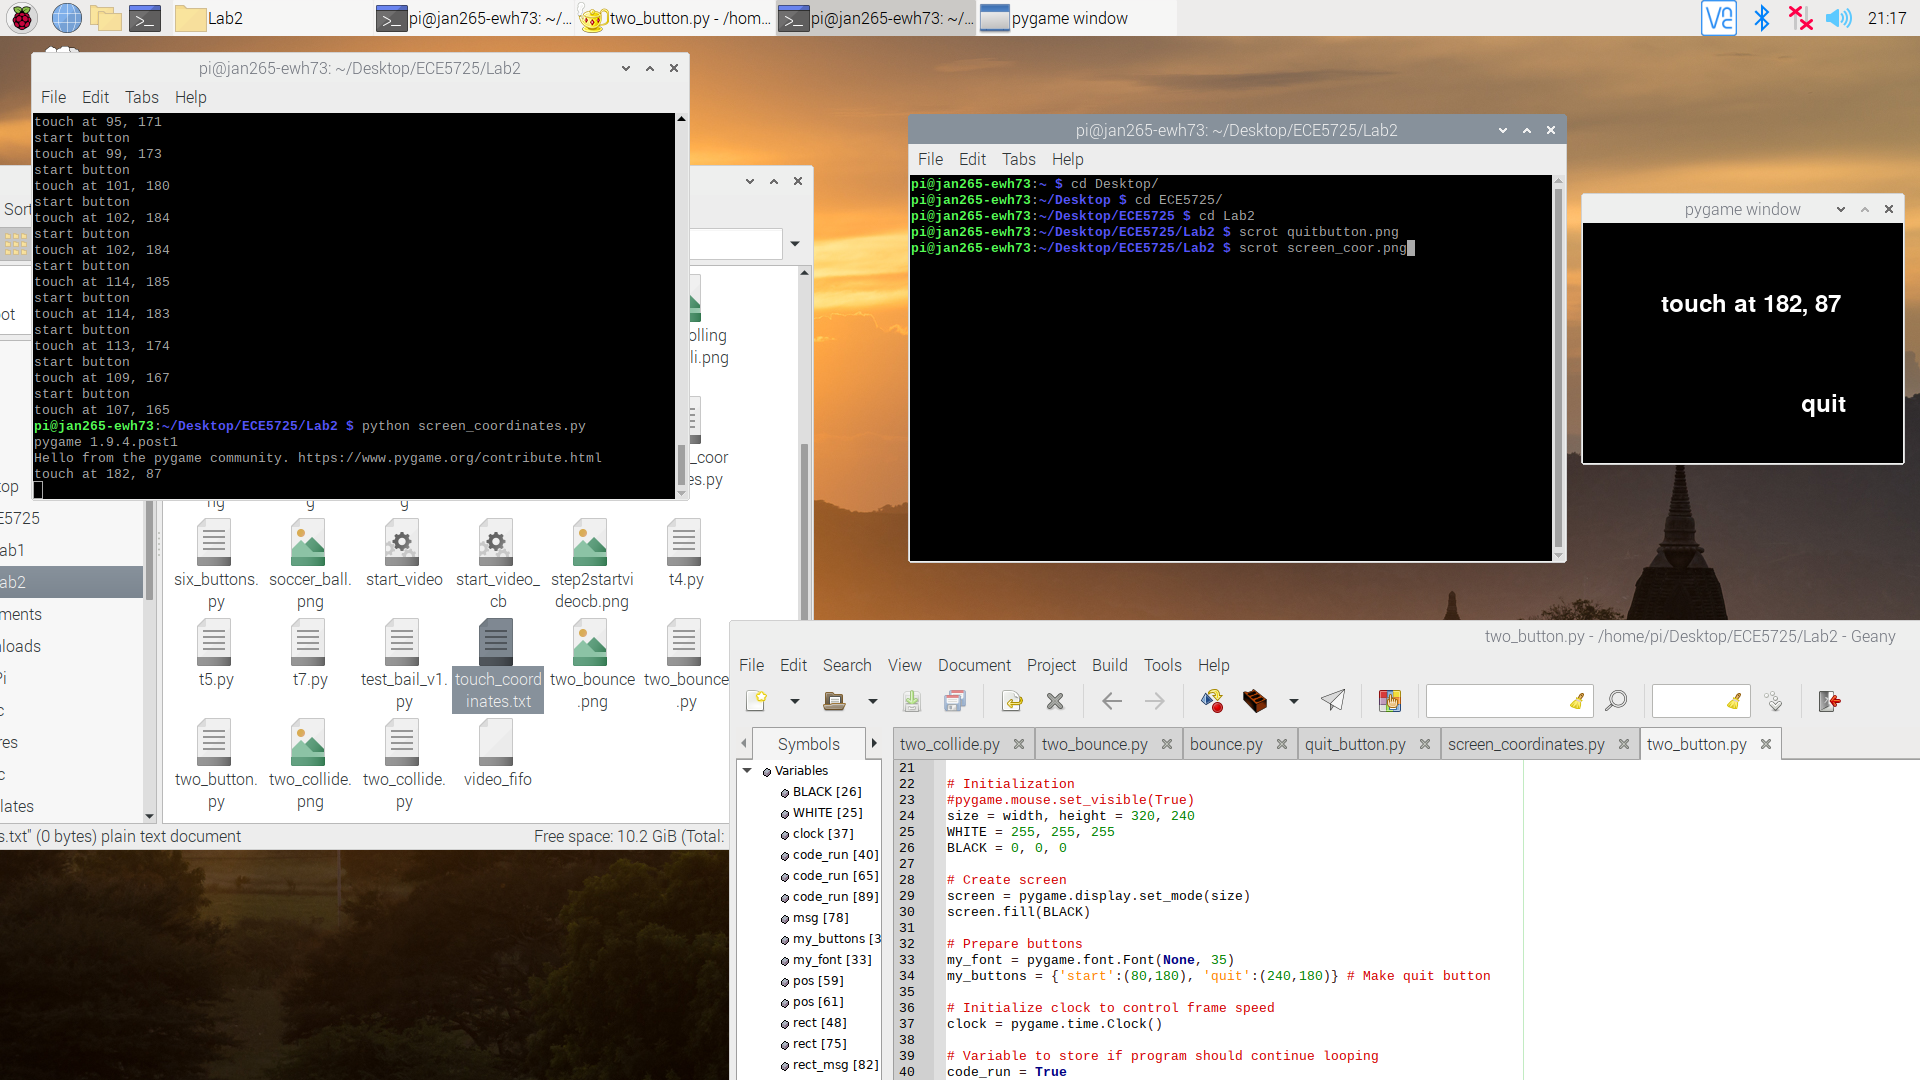 Lab2
pi@jan265-ewh73: ~/...
two_button.py - /hom...
pi@jan265-ewh73: ~/...
pygame window
21:17
pi@jan265-ewh73: ~/Desktop/ECE5725/Lab2
File Edit Tabs Help
touch at 95, 171
start button
touch at 99, 173
start button
touch at 101, 180
start button
touch at 102, 184
start button
touch at 102, 184
start button
touch at 114, 185
start button
touch at 114, 183
start button
touch at 113, 174
start button
touch at 109, 167
start button
touch at 107, 165
pi@jan265-ewh73:~/Desktop/ECE5725/Lab2 $ python screen_coordinates.py
pygame 1.9.4.post1
Hello from the pygame community. https://www.pygame.org/contribute.html
touch at 182, 87
Sort
ot
top
E5725
ab1
ab2
ments
nloads
Pi
c
res
c
lates
olling
li.png
_coor
es.py
six_buttons.
py
soccer_ball.
png
start_video
start_video_
cb
step2startvi
deocb.png
t4.py
t5.py
t7.py
test_bail_v1.
py
touch_coord
inates.txt
two_bounce
.png
two_bounce
.py
two_button.
py
two_collide.
png
two_collide.
py
video_fifo
s.txt" (0 bytes) plain text document
Free space: 10.2 GiB (Total:
pi@jan265-ewh73: ~/Desktop/ECE5725/Lab2
File Edit Tabs Help
pi@jan265-ewh73:~ $ cd Desktop/
pi@jan265-ewh73:~/Desktop $ cd ECE5725/
pi@jan265-ewh73:~/Desktop/ECE5725 $ cd Lab2
pi@jan265-ewh73:~/Desktop/ECE5725/Lab2 $ scrot quitbutton.png
pi@jan265-ewh73:~/Desktop/ECE5725/Lab2 $ scrot screen_coor.png
pygame window
touch at 182, 87
quit
two_button.py - /home/pi/Desktop/ECE5725/Lab2 - Geany
File Edit Search View Document Project Build Tools Help
Symbols
two_collide.py two_bounce.py bounce.py quit_button.py screen_coordinates.py two_button.py
Variables
BLACK [26]
WHITE [25]
clock [37]
code_run [40]
code_run [65]
code_run [89]
msg [78]
my_buttons [3
my_font [33]
pos [59]
pos [61]
rect [48]
rect [75]
rect_msg [82]
21
22 # Initialization
23 #pygame.mouse.set_visible(True)
24 size = width, height = 320, 240
25 WHITE = 255, 255, 255
26 BLACK = 0, 0, 0
27
28 # Create screen
29 screen = pygame.display.set_mode(size)
30 screen.fill(BLACK)
31
32 # Prepare buttons
33 my_font = pygame.font.Font(None, 35)
34 my_buttons = {'start':(80,180), 'quit':(240,180)} # Make quit button
35
36 # Initialize clock to control frame speed
37 clock = pygame.time.Clock()
38
39 # Variable to store if program should continue looping
40 code_run = True